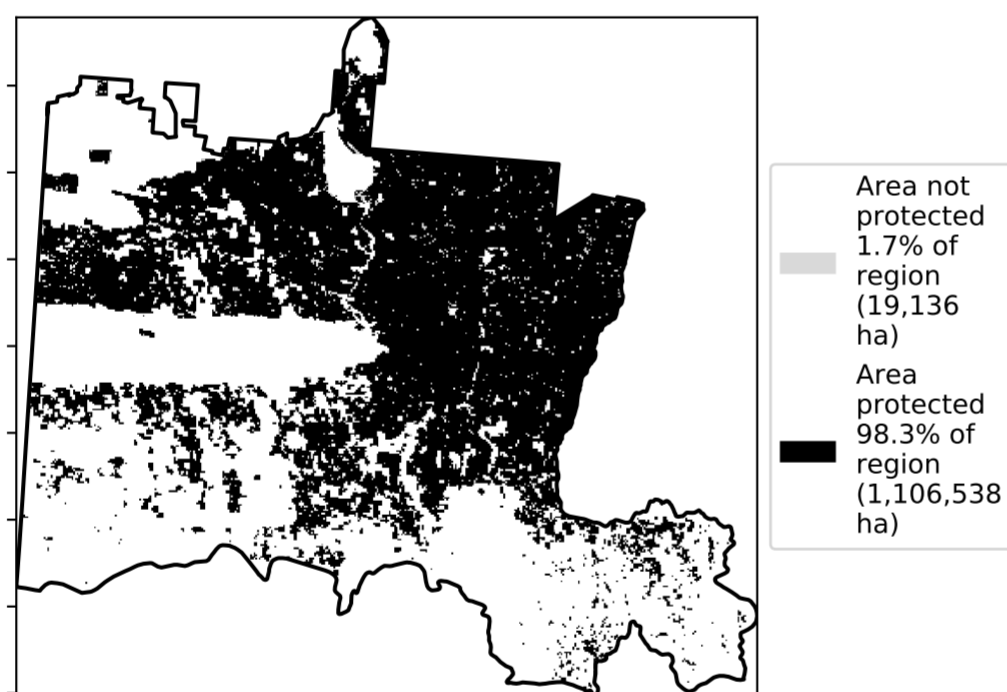 Area not
protected
1.7% of
region
(19,136
ha)
Area
protected
98.3% of
region
(1,106,538
ha)